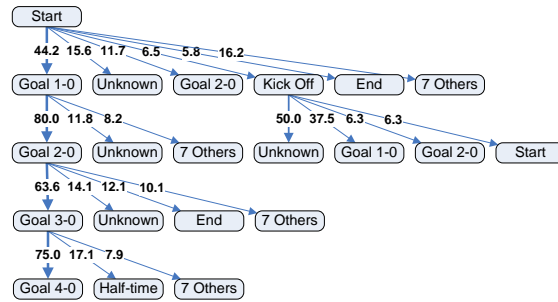 Start
44.2 15.6 11.7 6.5 5.8 16.2
Goal 1-0 Unknown Goal 2-0 Kick Off End 7 Others
80.0 11.8 8.2 50.0 37.5 6.3 6.3
Goal 2-0 Unknown 7 Others Unknown Goal 1-0 Goal 2-0 Start
63.6 14.1 12.1 10.1
Goal 3-0 Unknown End 7 Others
75.0 17.1 7.9
Goal 4-0 Half-time 7 Others